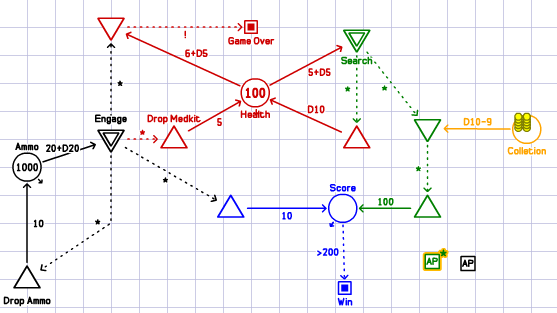 !
Game Over
6+D5
*
100
5+D5
Search
*
*
Health
Engage
Drop Medkit
D10
D10-9
Colletion
Ammo
20+D20
*
5
1000
*
*
Score
10
100
*
10
>200
AP
*
AP
Drop Ammo
Win